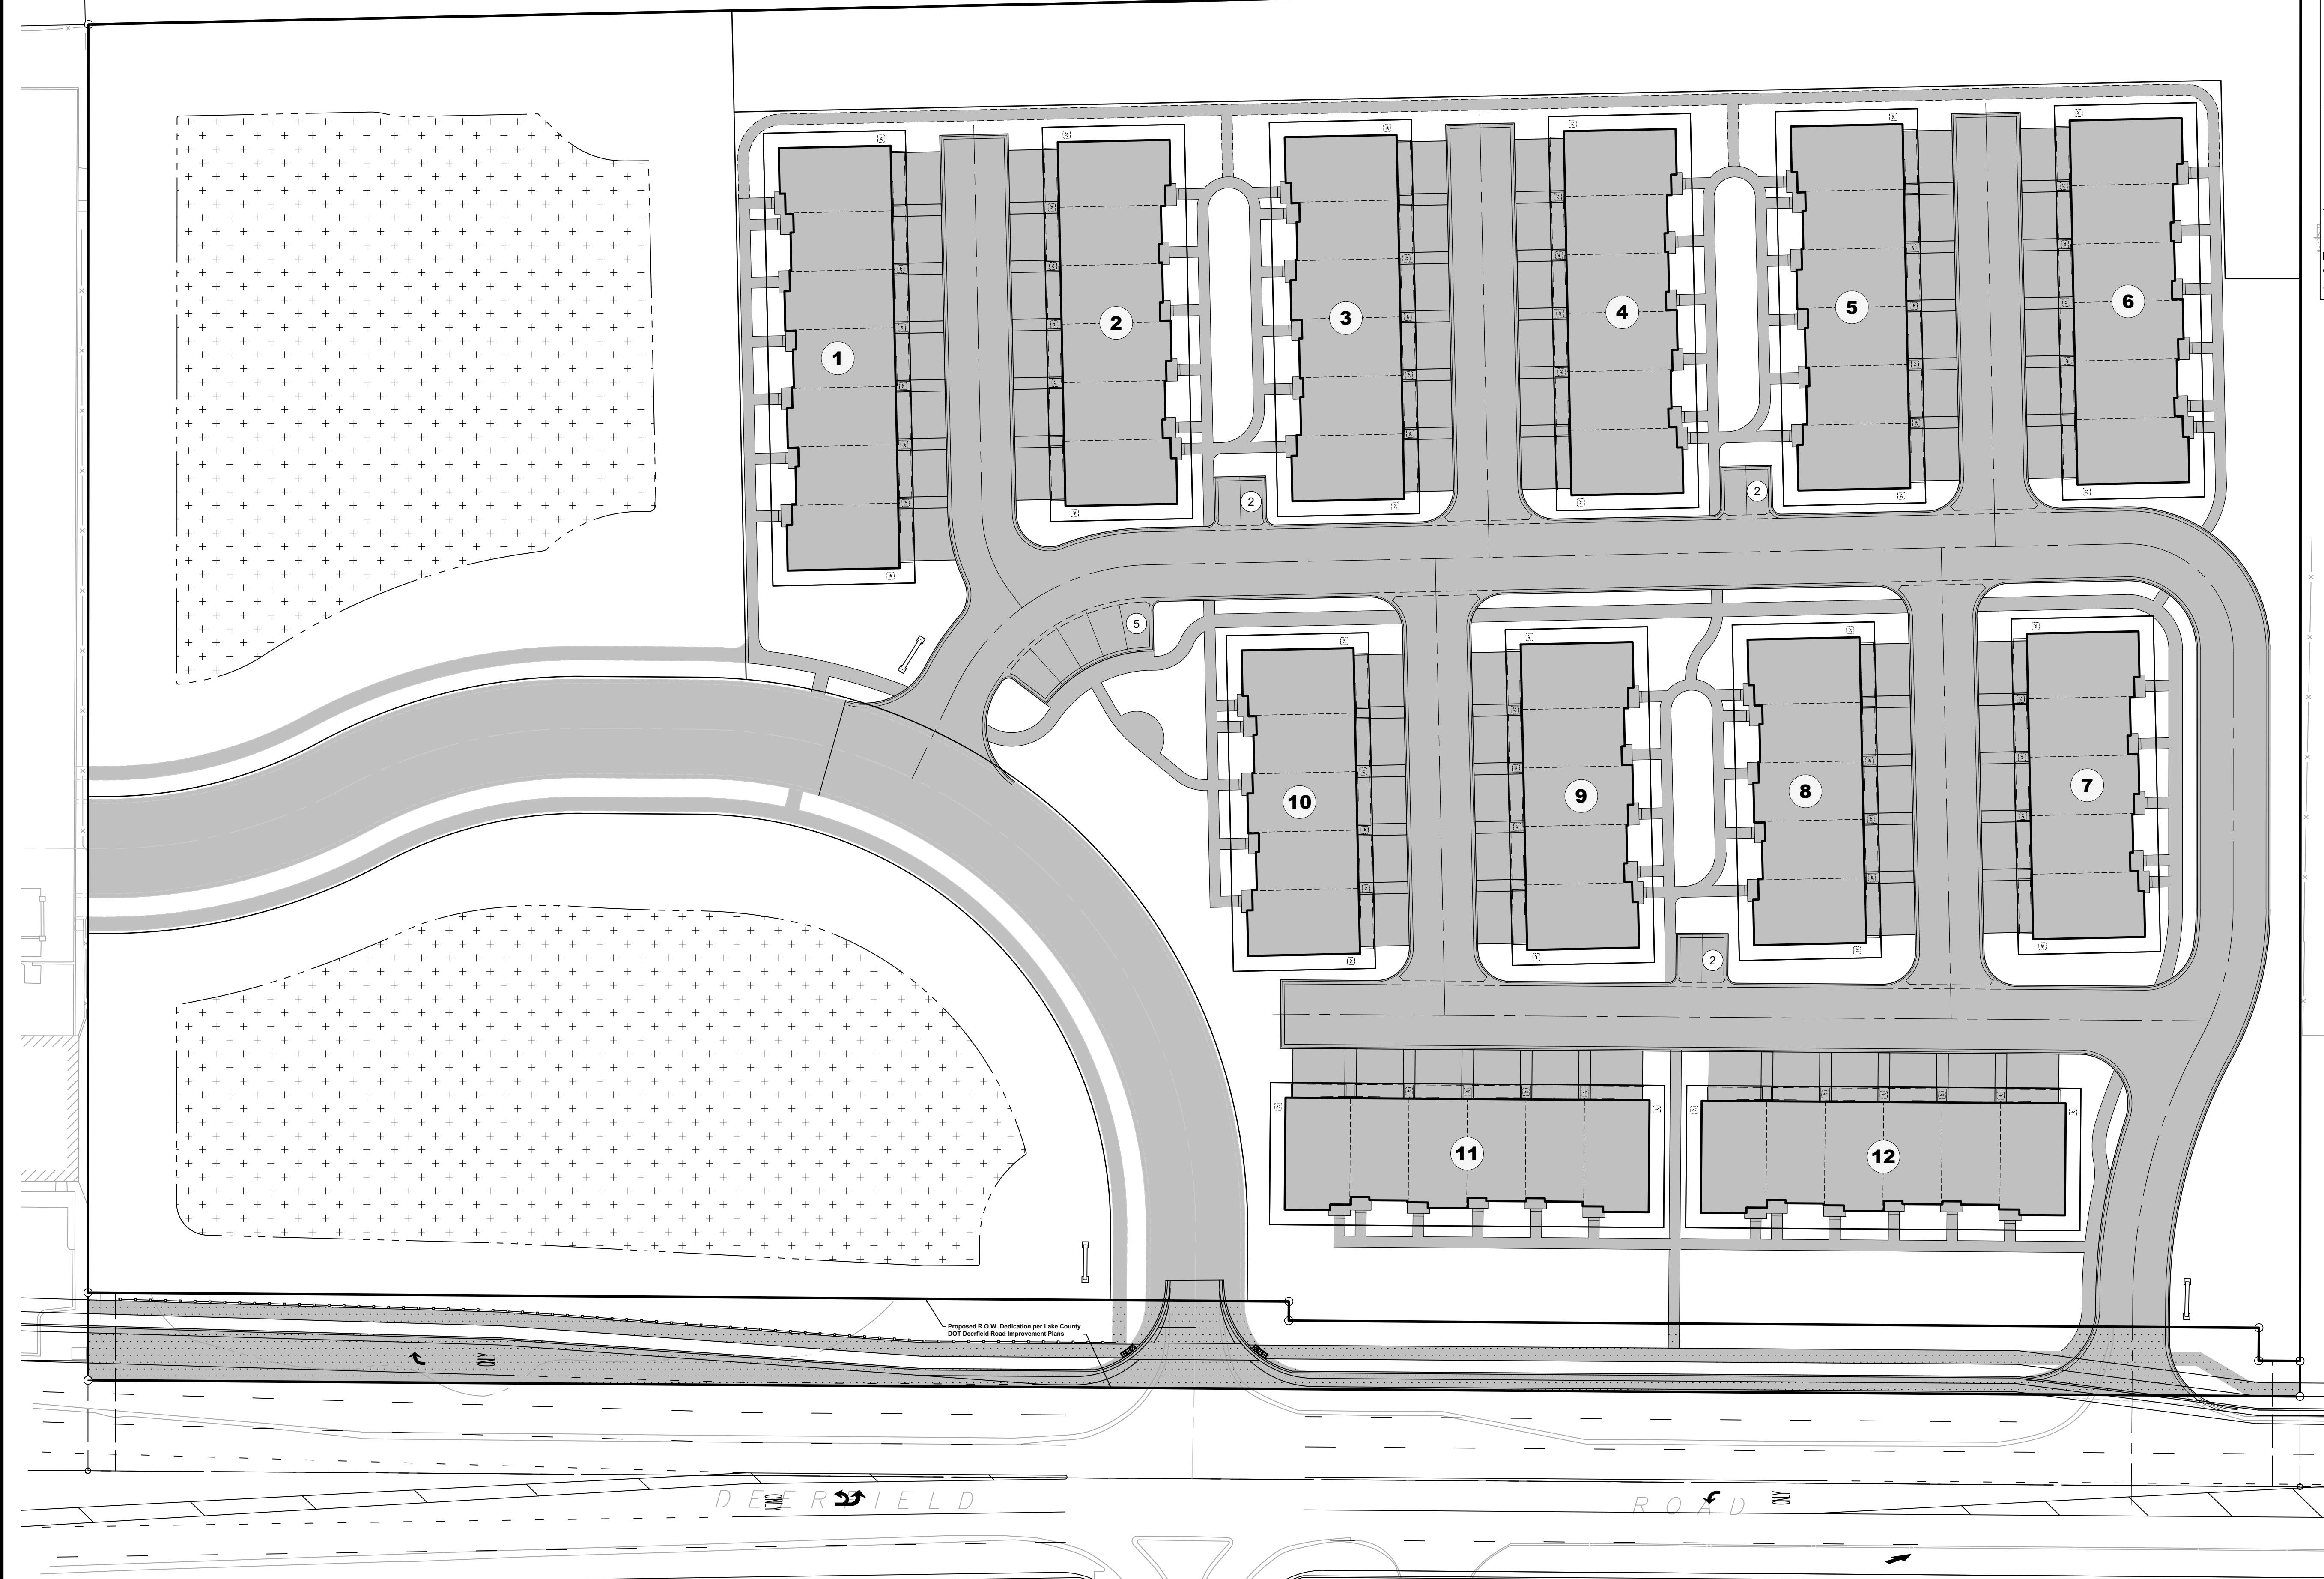 1
2
3
4
5
6
2
2
5
10
9
8
7
2
11
12
Proposed R.O.W. Dedication per Lake County
DOT Deerfield Road Improvement Plans
ONLY
DEERFIELD ROAD
ONLY
ONLY